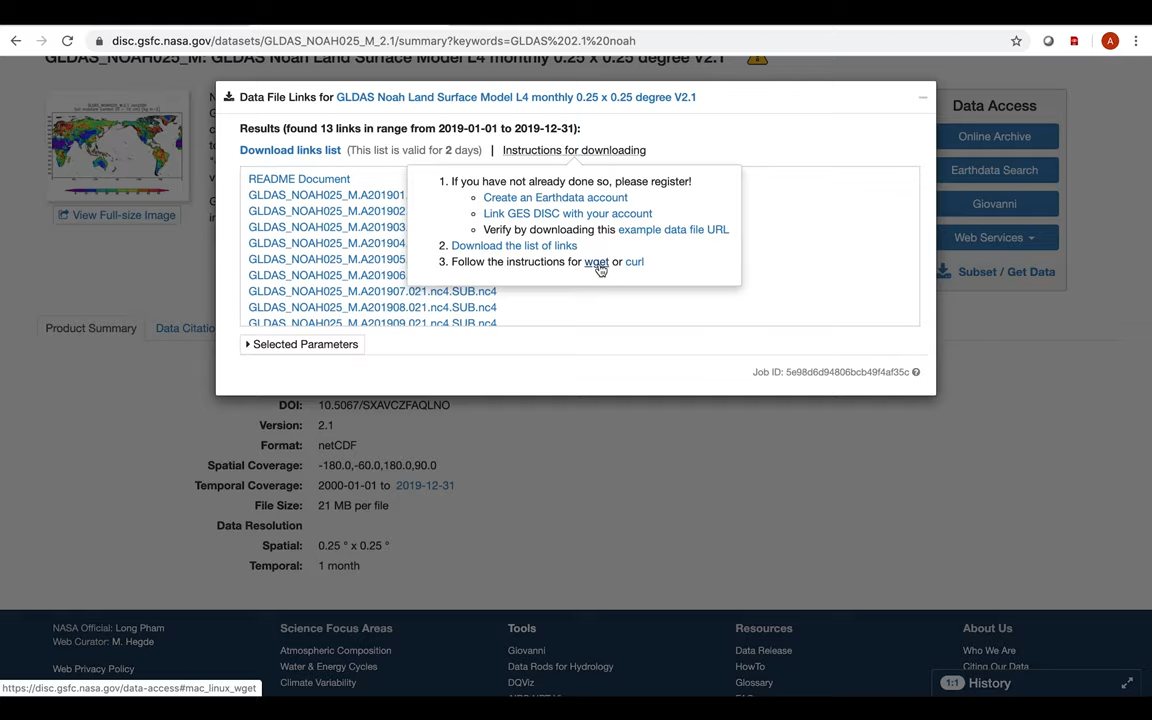 disc.gsfc.nasa.gov/datasets/GLDAS_NOAH025_M_2.1/summary?keywords=GLDAS%202.1%20noah
A
GLDAS_NOAH025_M: GLDAS Noah Land Surface Model L4 monthly 0.25 x 0.25 degree V2.1
Data File Links for GLDAS Noah Land Surface Model L4 monthly 0.25 x 0.25 degree V2.1
Results (found 13 links in range from 2019-01-01 to 2019-12-31):
Download links list (This list is valid for 2 days) | Instructions for downloading
README Document
GLDAS_NOAH025_M.A201901
GLDAS_NOAH025_M.A201902
GLDAS_NOAH025_M.A201903
GLDAS_NOAH025_M.A201904
GLDAS_NOAH025_M.A201905
GLDAS_NOAH025_M.A201906
GLDAS_NOAH025_M.A201907.021.nc4.SUB.nc4
GLDAS_NOAH025_M.A201908.021.nc4.SUB.nc4
GLDAS_NOAH025_M.A201909.021.nc4.SUB.nc4
1. If you have not already done so, please register!
Create an Earthdata account
Link GES DISC with your account
Verify by downloading this example data file URL
2. Download the list of links
3. Follow the instructions for wget or curl
Selected Parameters
Job ID: 5e98d6d94806bcb49f4af35c
View Full-size Image
Data Access
Online Archive
Earthdata Search
Giovanni
Web Services
Subset / Get Data
Product Summary
Data Citatio
DOI: 10.5067/SXAVCZFAQLNO
Version: 2.1
Format: netCDF
Spatial Coverage: -180.0,-60.0,180.0,90.0
Temporal Coverage: 2000-01-01 to 2019-12-31
File Size: 21 MB per file
Data Resolution
Spatial: 0.25 ° x 0.25 °
Temporal: 1 month
NASA Official: Long Pham
Web Curator: M. Hegde
Web Privacy Policy
Science Focus Areas
Atmospheric Composition
Water & Energy Cycles
Climate Variability
Tools
Giovanni
Data Rods for Hydrology
DQViz
Resources
Data Release
HowTo
Glossary
About Us
Who We Are
Citing Our Data
1:1 History
https://disc.gsfc.nasa.gov/data-access#mac_linux_wget